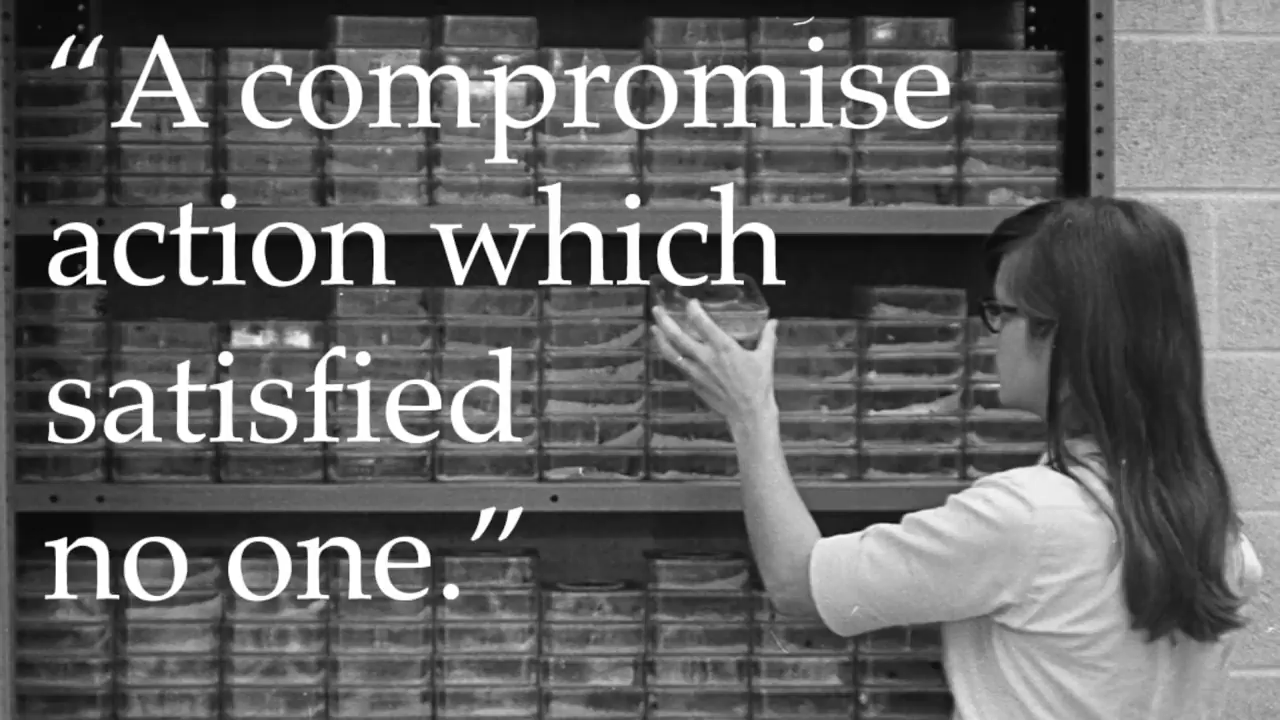 “A compromise
action which
satisfied
no one.”